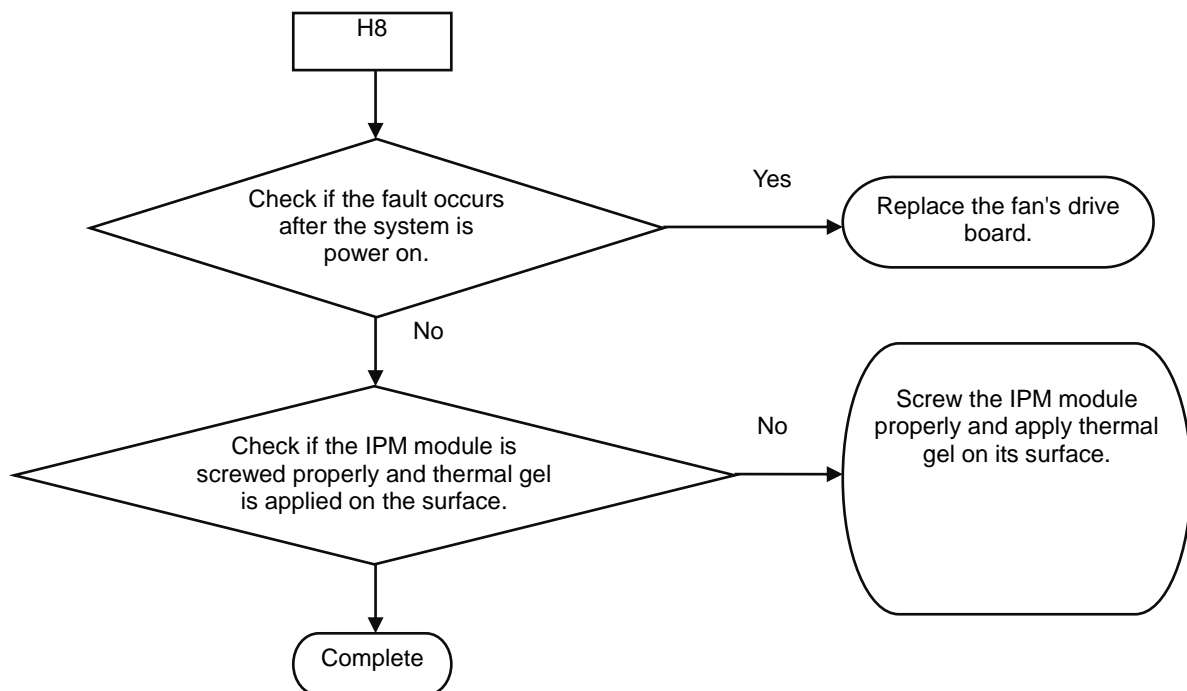 H8
Check if the fault occurs
after the system is
power on.
Yes
Replace the fan's drive
board.
No
Check if the IPM module is
screwed properly and thermal gel
is applied on the surface.
No
Screw the IPM module
properly and apply thermal
gel on its surface.
Complete